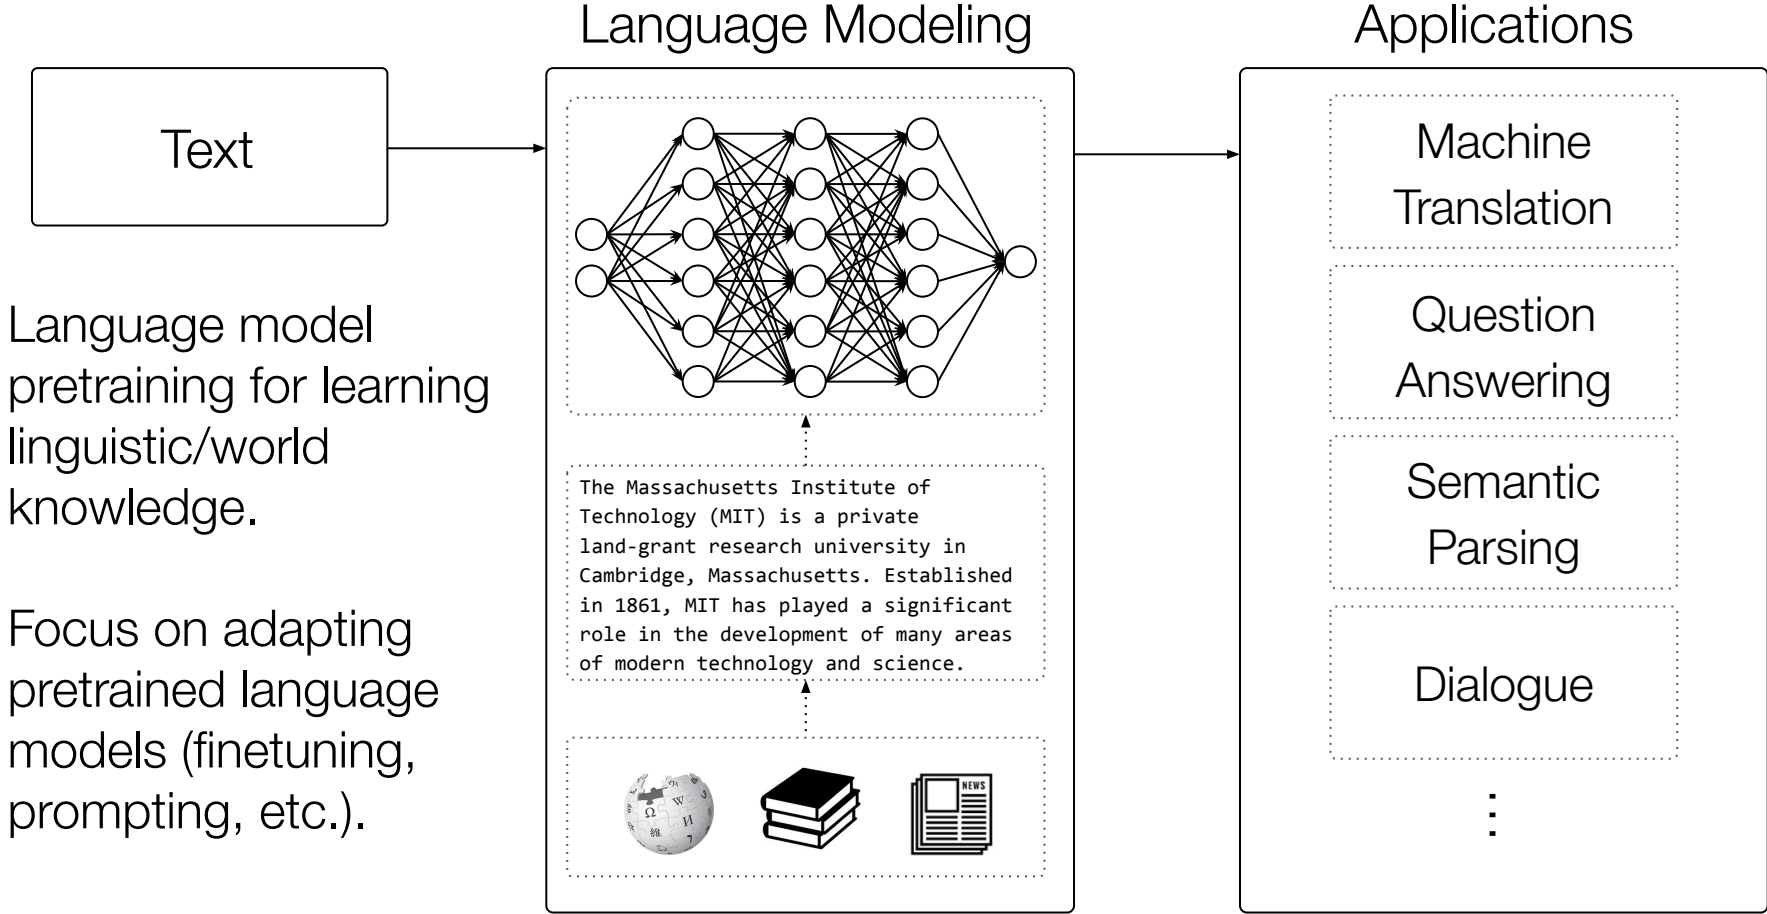 Language Modeling
Applications
Text
Language model
pretraining for learning
linguistic/world
knowledge.
Focus on adapting
pretrained language
models (finetuning,
prompting, etc.).
The Massachusetts Institute of
Technology (MIT) is a private
land-grant research university in
Cambridge, Massachusetts. Established
in 1861, MIT has played a significant
role in the development of many areas
of modern technology and science.
Ω
W
維
И
NEWS
Machine
Translation
Question
Answering
Semantic
Parsing
Dialogue
⋮